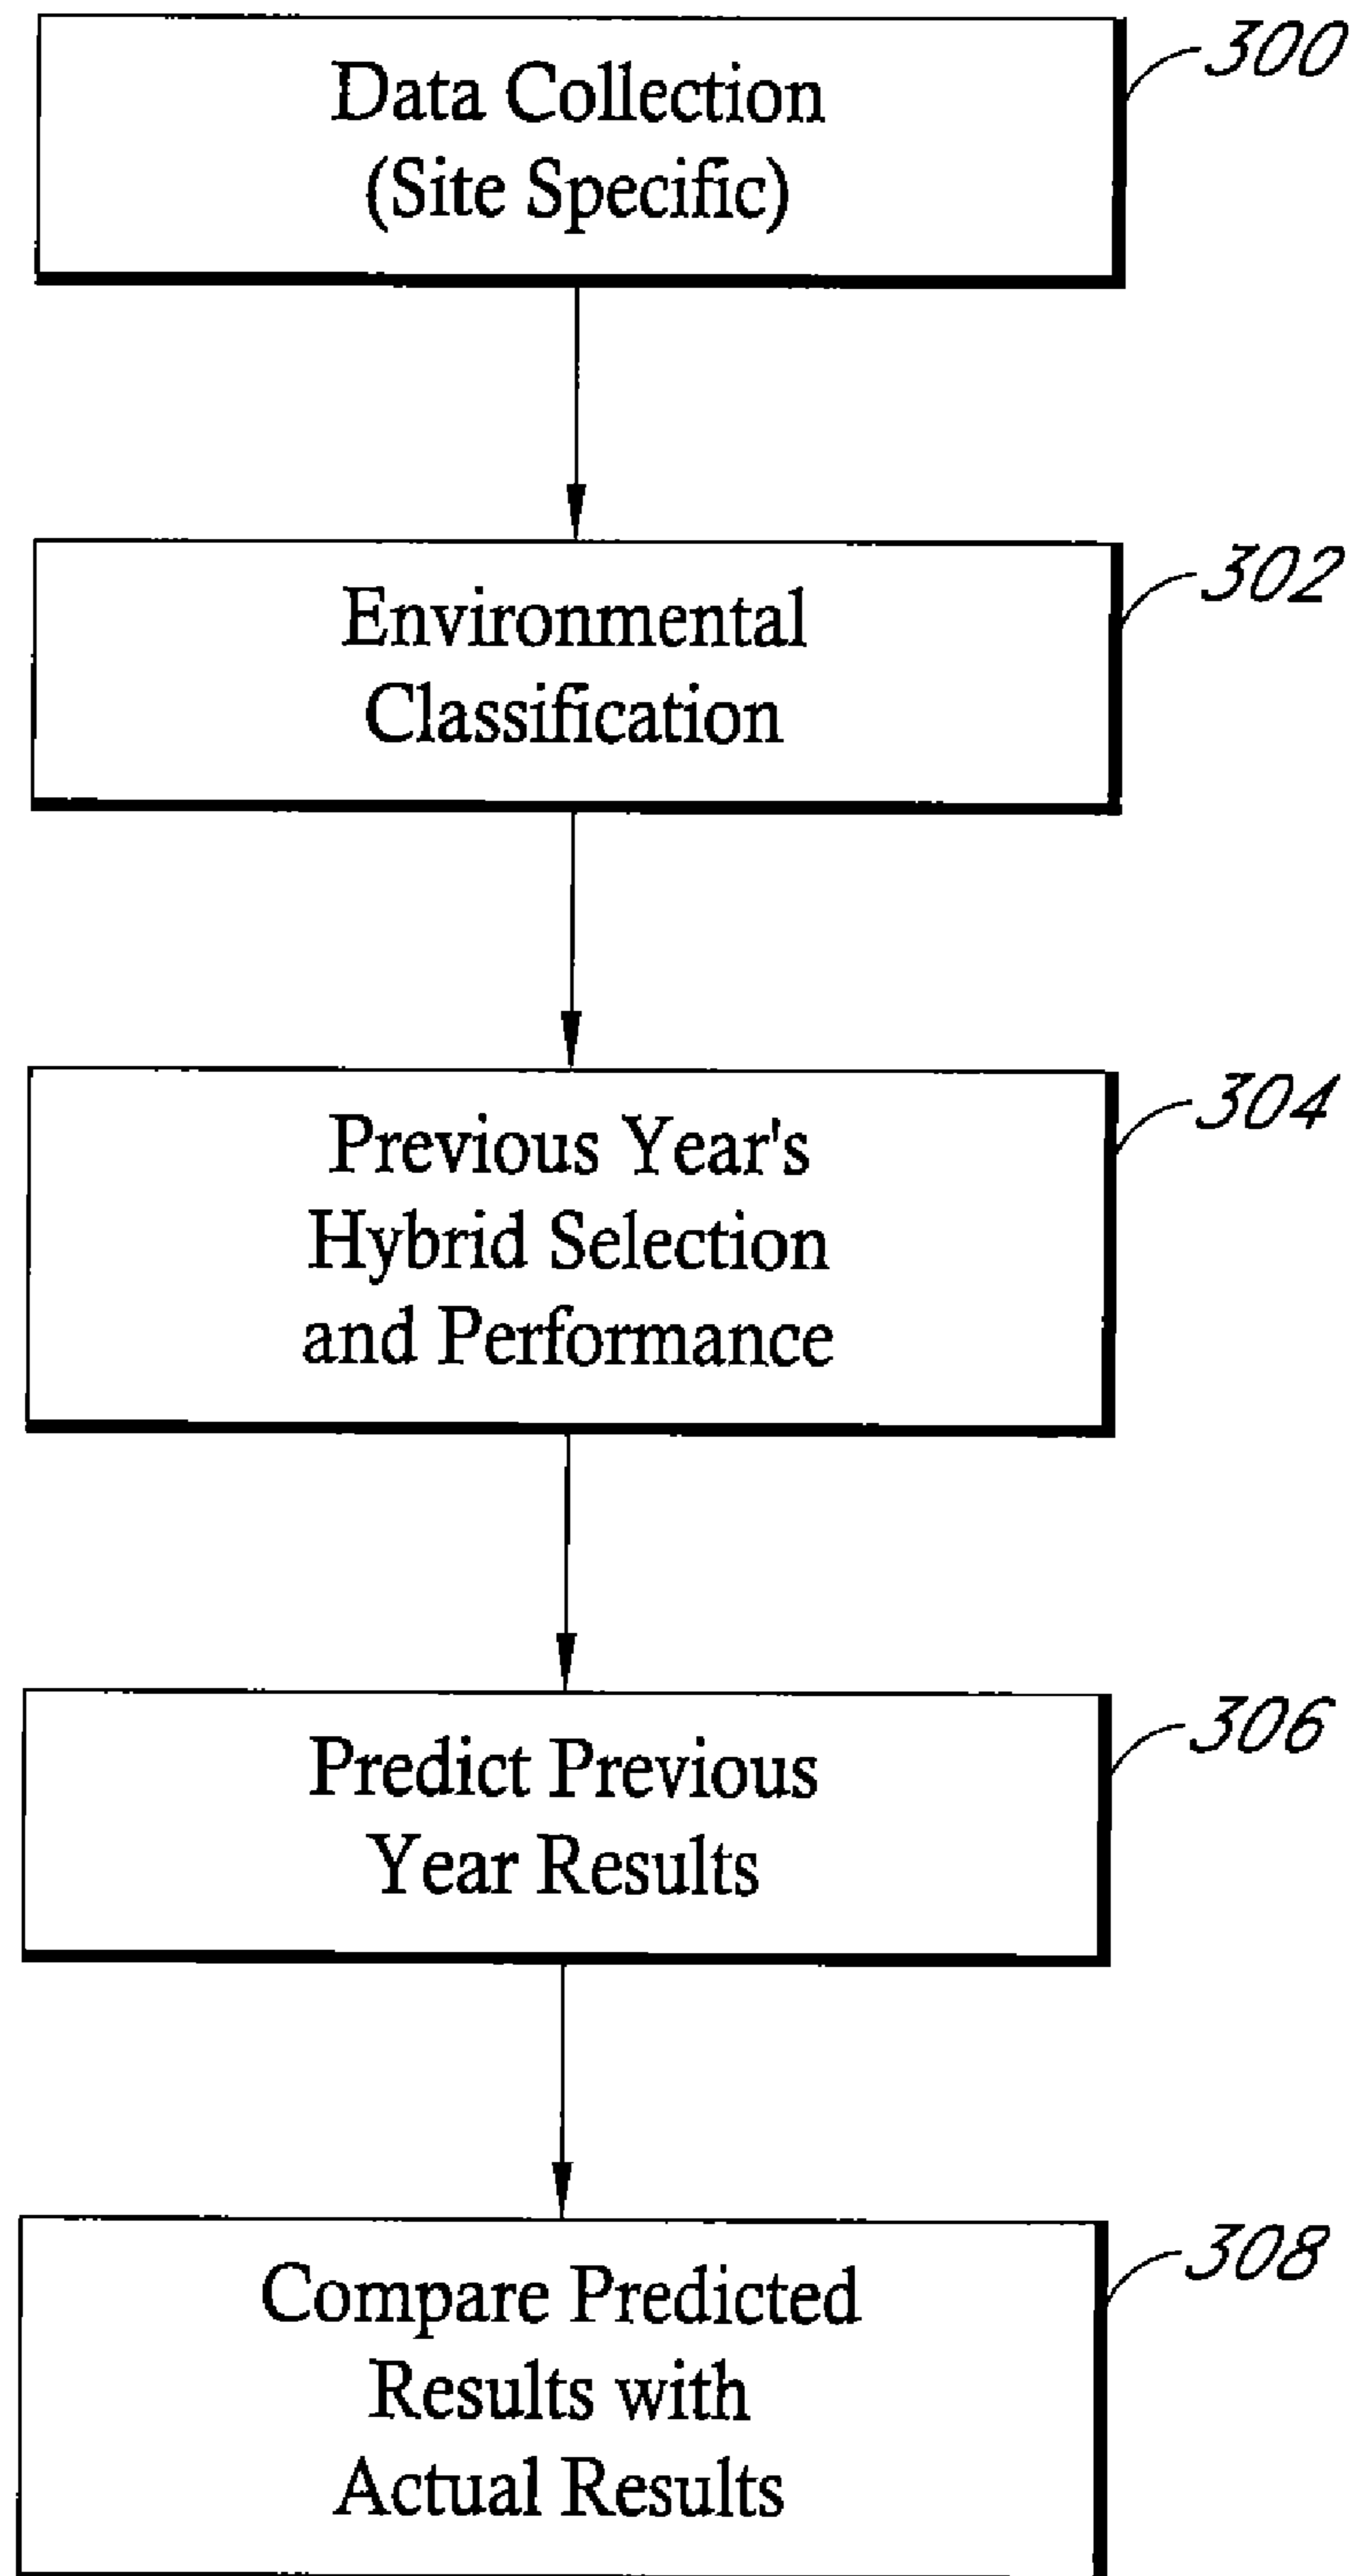 Data Collection
(Site Specific)
300
Environmental
Classification
302
Previous Year's
Hybrid Selection
and Performance
304
Predict Previous
Year Results
306
Compare Predicted
Results with
Actual Results
308